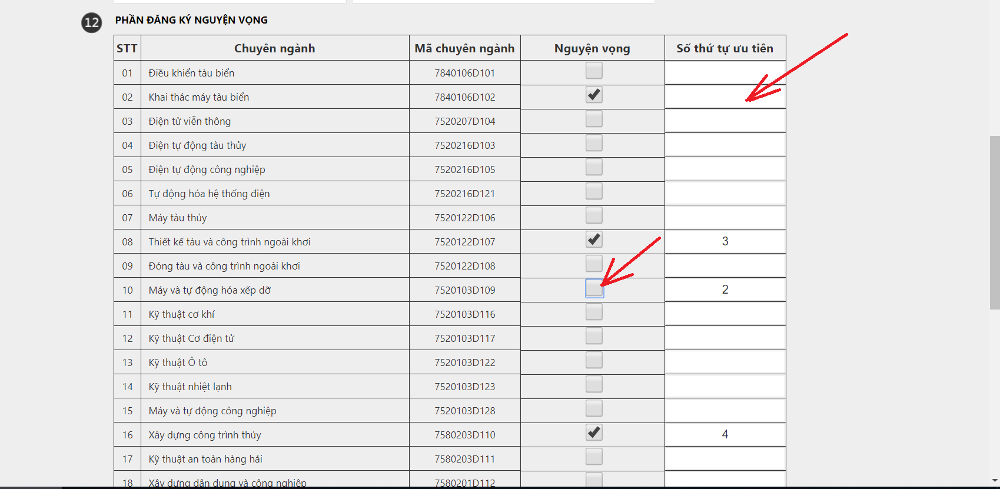 12 PHẦN ĐĂNG KÝ NGUYỆN VỌNG
STT Chuyên ngành Mã chuyên ngành Nguyện vọng Số thứ tự ưu tiên
01 Điều khiển tàu biển 7840106D101
02 Khai thác máy tàu biển 7840106D102
03 Điện tử viễn thông 7520207D104
04 Điện tự động tàu thủy 7520216D103
05 Điện tự động công nghiệp 7520216D105
06 Tự động hóa hệ thống điện 7520216D121
07 Máy tàu thủy 7520122D106
08 Thiết kế tàu và công trình ngoài khơi 7520122D107 3
09 Đóng tàu và công trình ngoài khơi 7520122D108
10 Máy và tự động hóa xếp dỡ 7520103D109 2
11 Kỹ thuật cơ khí 7520103D116
12 Kỹ thuật Cơ điện tử 7520103D117
13 Kỹ thuật Ô tô 7520103D122
14 Kỹ thuật nhiệt lạnh 7520103D123
15 Máy và tự động công nghiệp 7520103D128
16 Xây dựng công trình thủy 7580203D110 4
17 Kỹ thuật an toàn hàng hải 7580203D111
18 Xây dựng dân dụng và công nghiệp 7580201D112